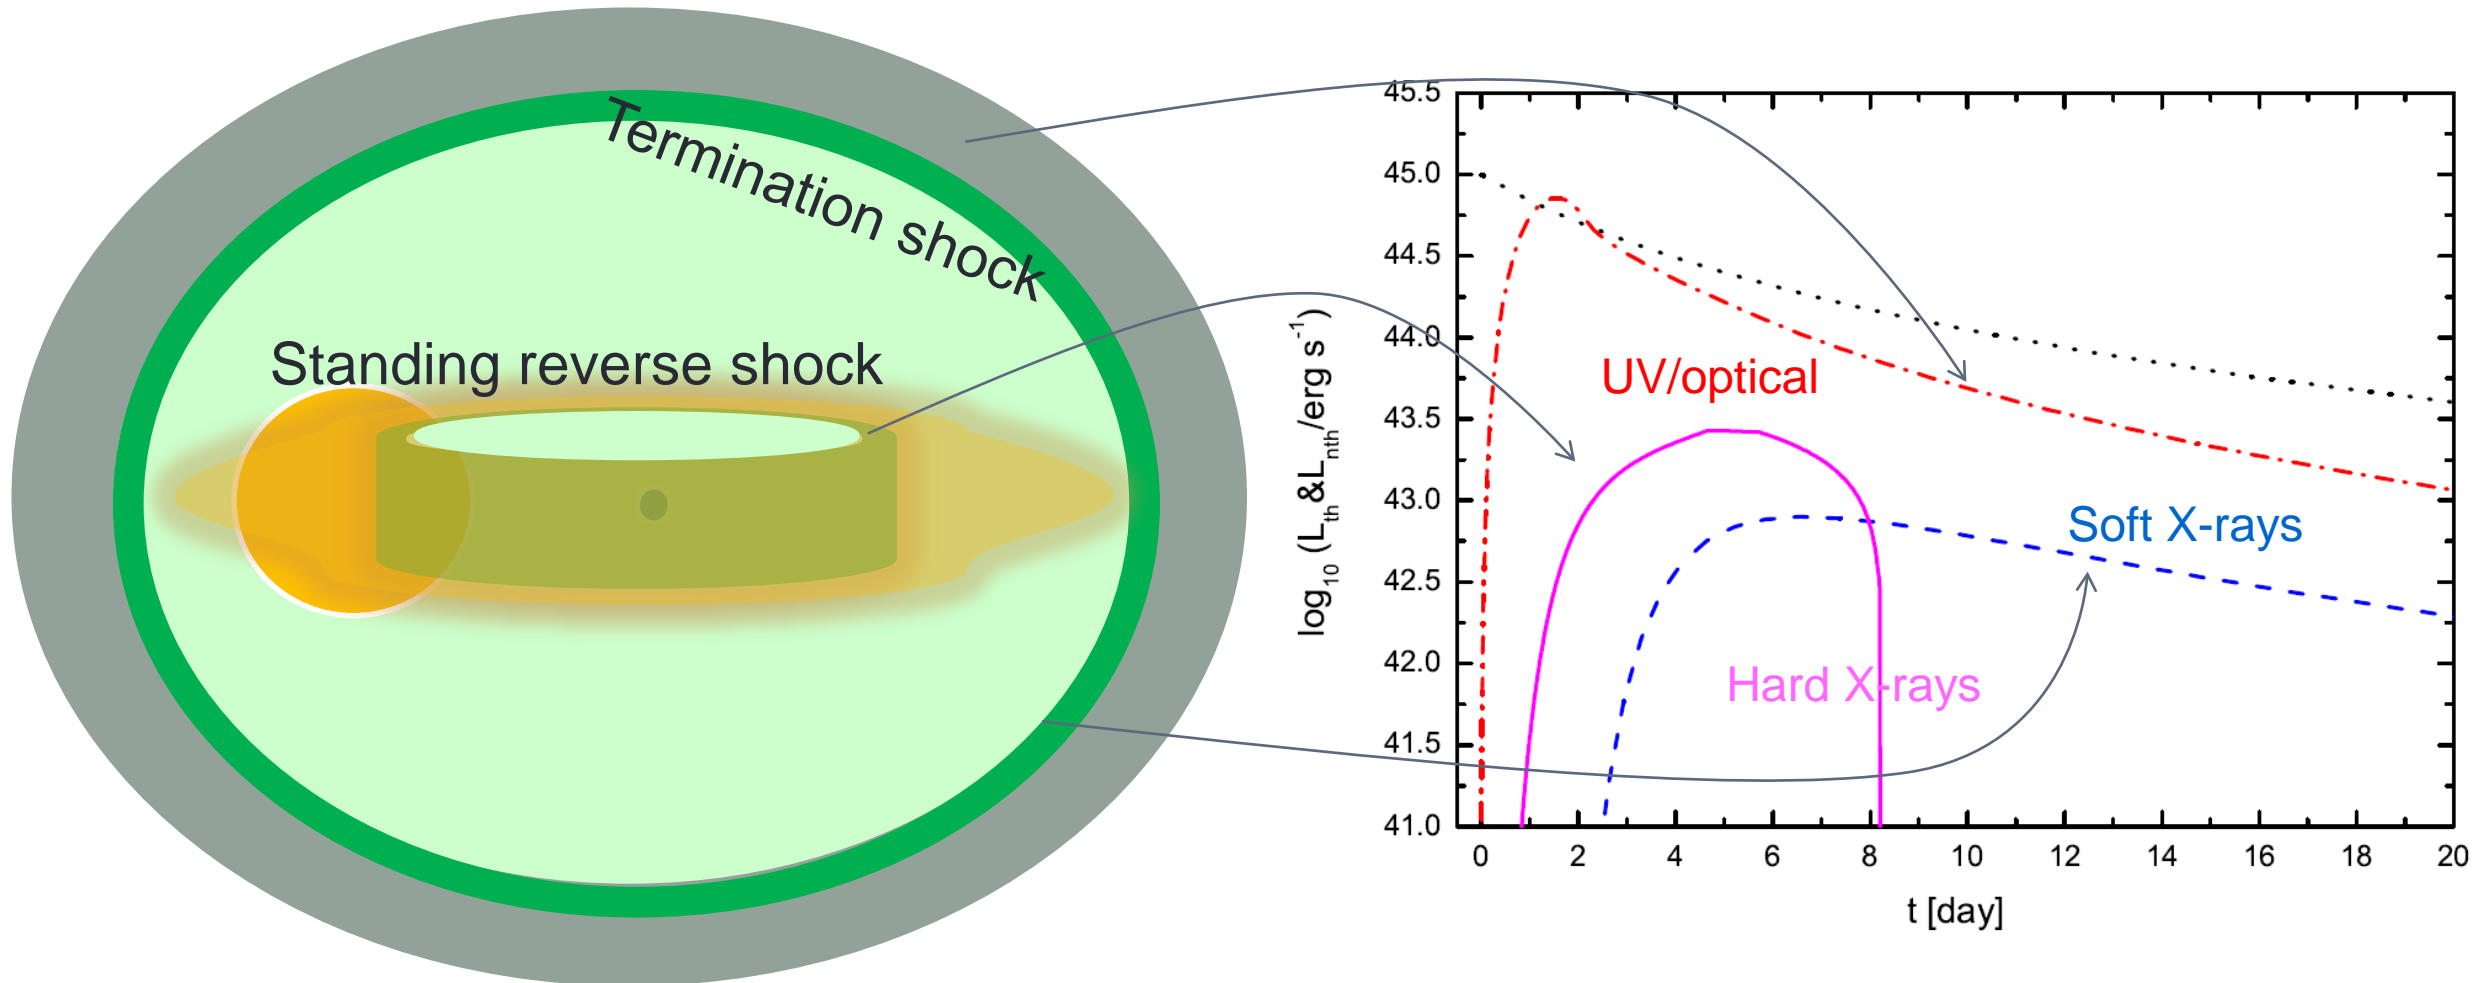 Termination shock
Standing reverse shock
45.5
45.0
44.5
44.0
43.5
43.0
42.5
42.0
41.5
41.0
log10 (Lth&Lnth/erg s-1)
UV/optical
Soft X-rays
Hard X-rays
0 2 4 6 8 10 12 14 16 18 20
t [day]